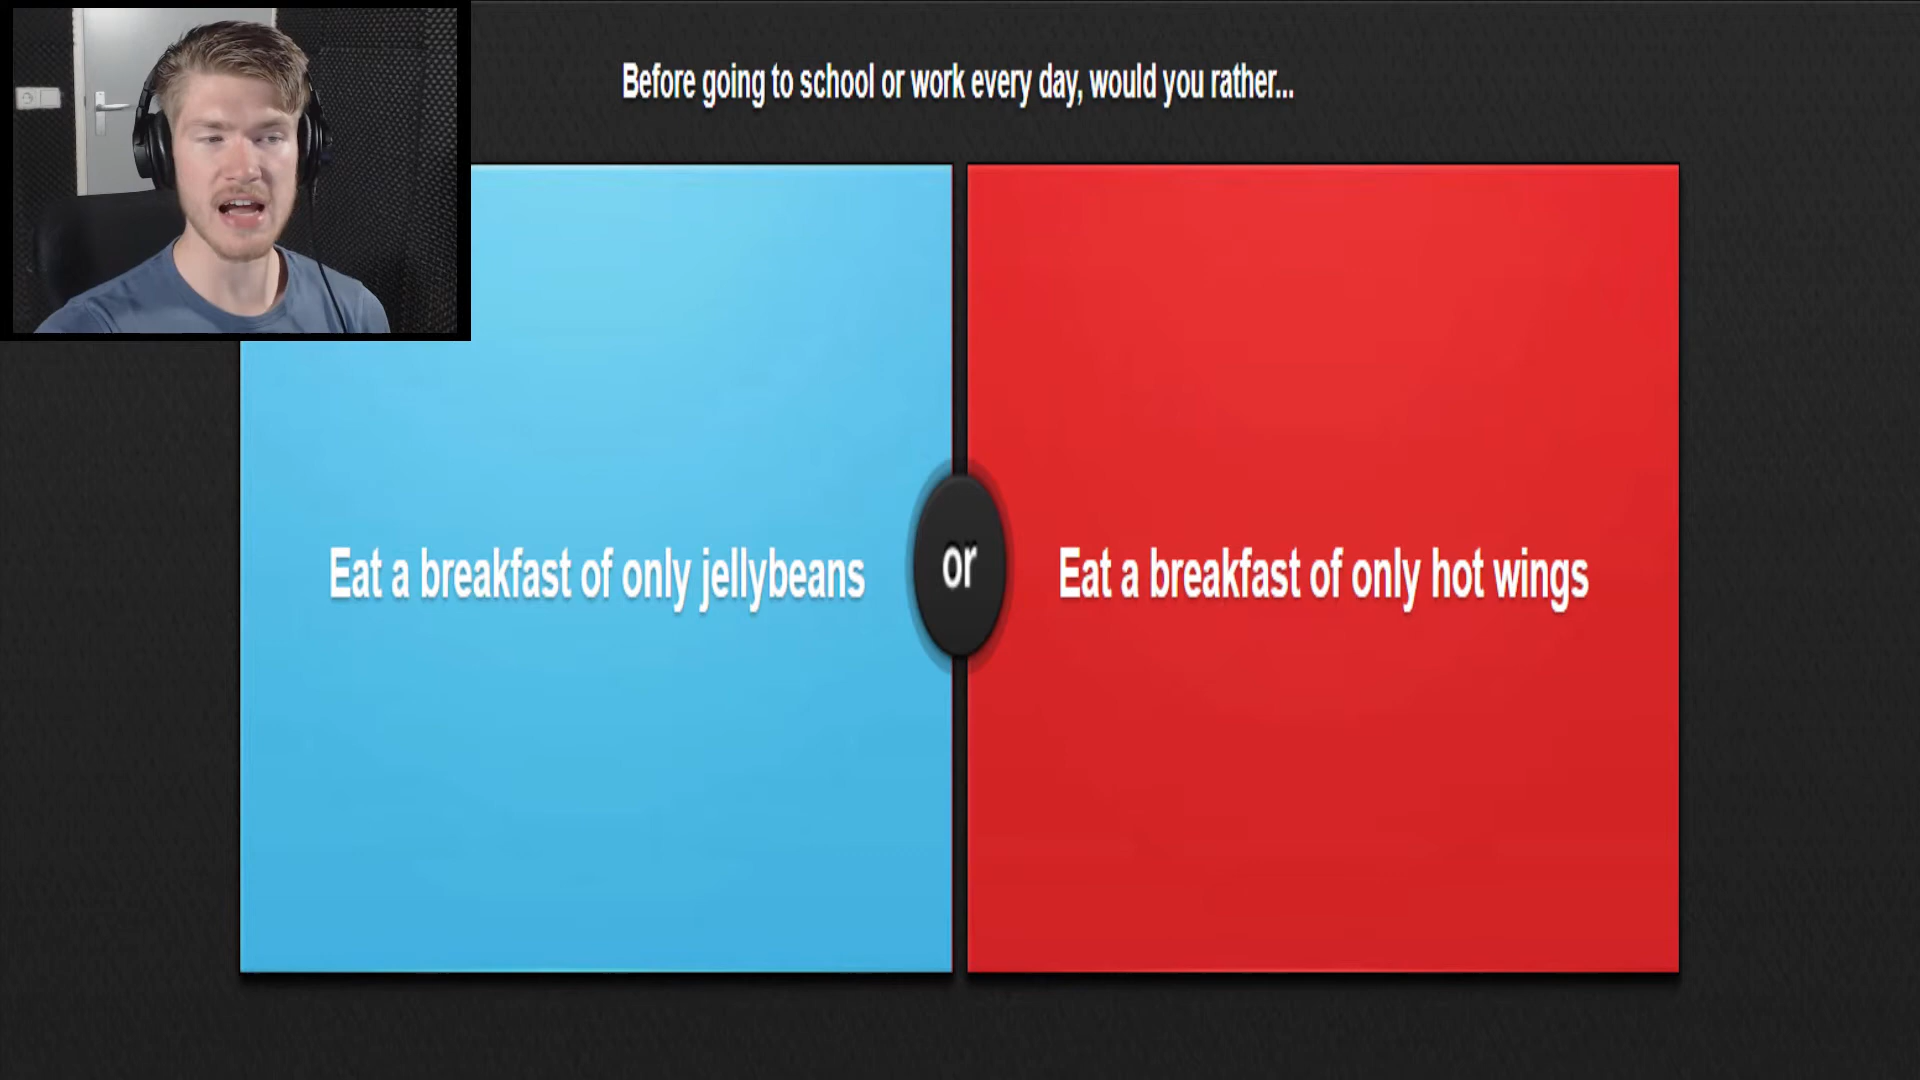 Before going to school or work every day, would you rather...
Eat a breakfast of only jellybeans
or
Eat a breakfast of only hot wings